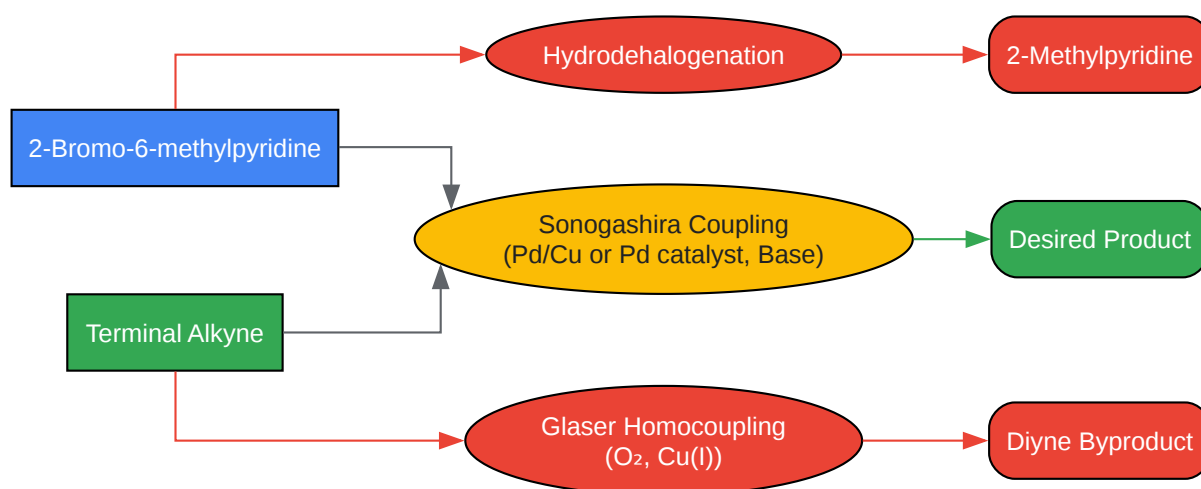 Hydrodehalogenation
2-Methylpyridine
2-Bromo-6-methylpyridine
Sonogashira Coupling
(Pd/Cu or Pd catalyst, Base)
Desired Product
Terminal Alkyne
Glaser Homocoupling
(O₂, Cu(I))
Diyne Byproduct